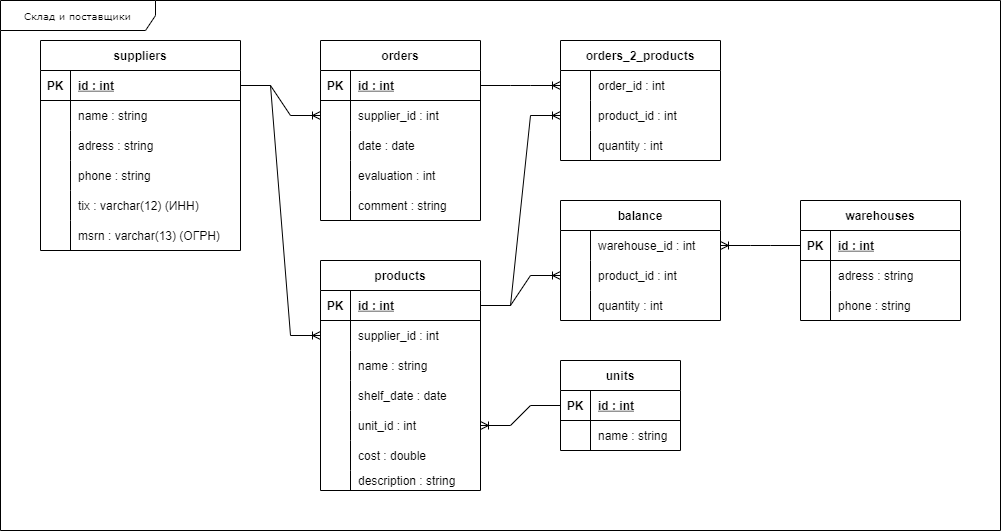 Склад и поставщики
suppliers
PK id : int
name : string
adress : string
phone : string
tix : varchar(12) (ИНН)
msrn : varchar(13) (ОГРН)
orders
PK id : int
supplier_id : int
date : date
evaluation : int
comment : string
orders_2_products
order_id : int
product_id : int
quantity : int
products
PK id : int
supplier_id : int
name : string
shelf_date : date
unit_id : int
cost : double
description : string
balance
warehouse_id : int
product_id : int
quantity : int
warehouses
PK id : int
adress : string
phone : string
units
PK id : int
name : string